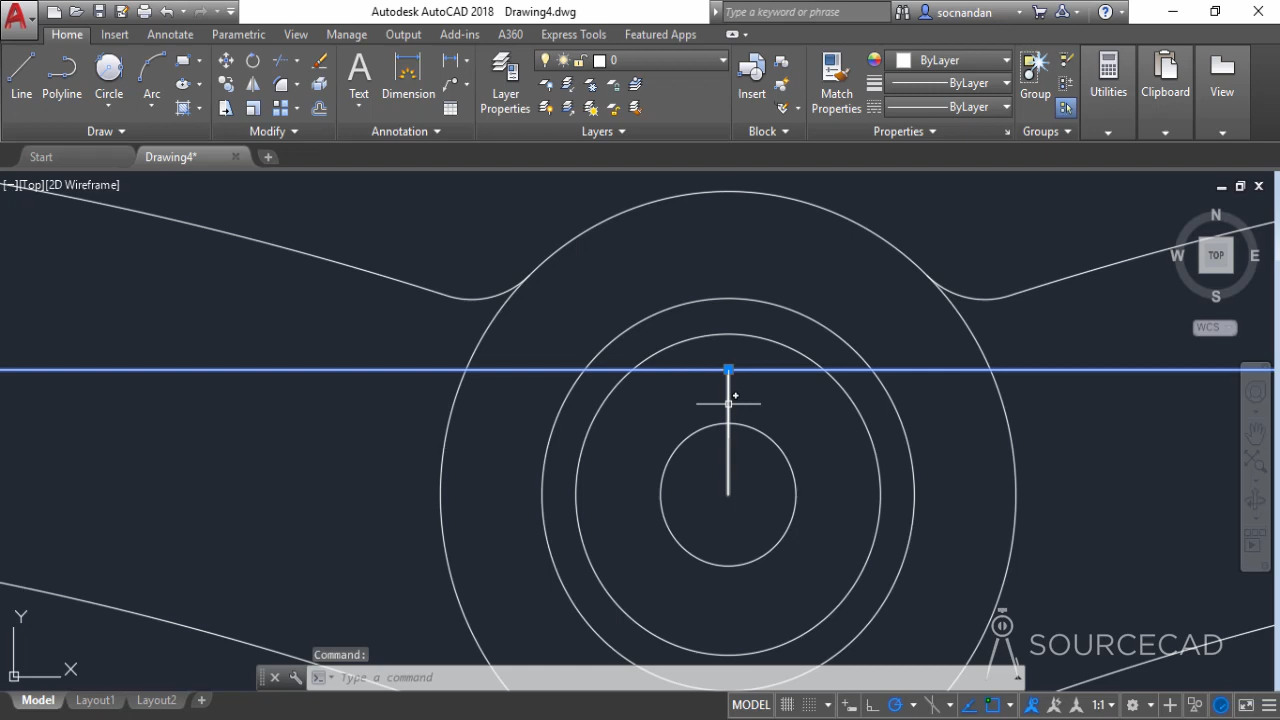 A Autodesk AutoCAD 2018 Drawing4.dwg Type a keyword or phrase socnandan ?
Home Insert Annotate Parametric View Manage Output Add-ins A360 Express Tools Featured Apps
Line Polyline Circle Arc
Draw
Modify
A Text Dimension
Annotation
Layer Properties
0
Layers
Insert
Block
Match Properties
ByLayer
ByLayer
ByLayer
Properties
Group
Groups
Utilities
Clipboard
View
Start Drawing4* +
[−][Top][2D Wireframe]
N
W TOP E
S
WCS
Y
X
Command:
Type a command
SOURCECAD
Model Layout1 Layout2 +
MODEL 1:1